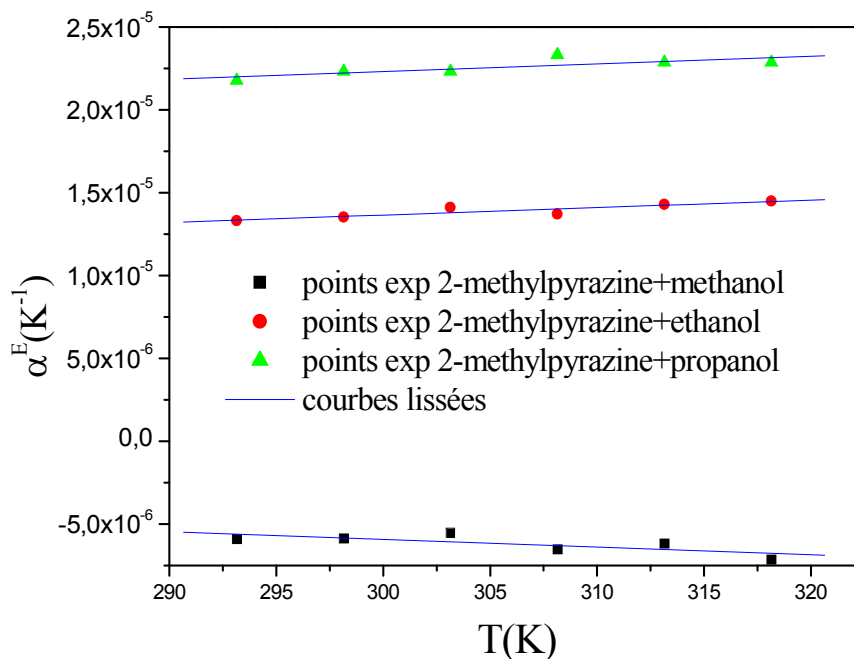 2,5x10⁻⁵
2,0x10⁻⁵
1,5x10⁻⁵
1,0x10⁻⁵
5,0x10⁻⁶
0,0
-5,0x10⁻⁶
αᴱ(K⁻¹)
points exp 2-methylpyrazine+methanol
points exp 2-methylpyrazine+ethanol
points exp 2-methylpyrazine+propanol
courbes lissées
290 295 300 305 310 315 320
T(K)